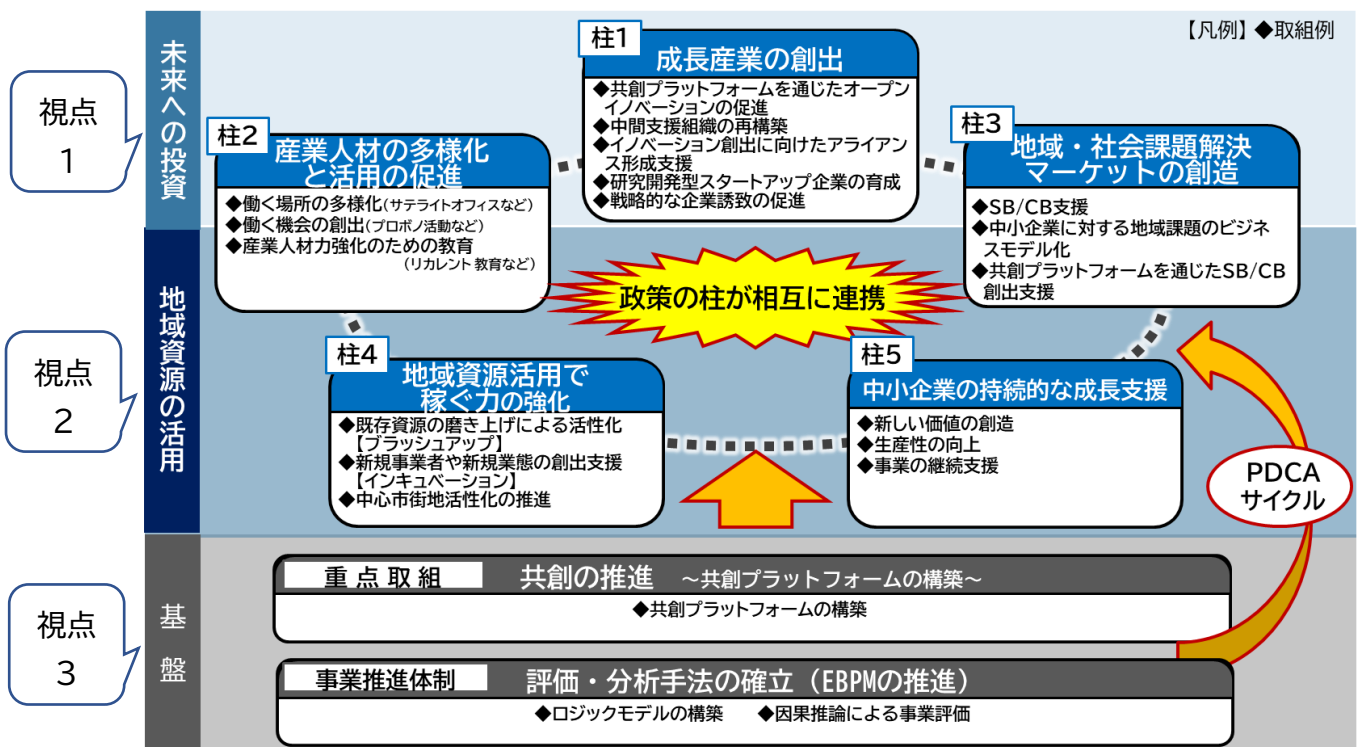 【凡例】◆取組例
視点
1
未来への投資
柱1
成長産業の創出
◆共創プラットフォームを通じたオープン
イノベーションの促進
◆中間支援組織の再構築
◆イノベーション創出に向けたアライアン
ス形成支援
◆研究開発型スタートアップ企業の育成
◆戦略的な企業誘致の促進
柱2
産業人材の多様化
と活用の促進
◆働く場所の多様化(サテライトオフィスなど)
◆働く機会の創出(プロボノ活動など)
◆産業人材力強化のための教育
(リカレント教育など)
柱3
地域・社会課題解決
マーケットの創造
◆SB/CB支援
◆中小企業に対する地域課題のビジネ
スモデル化
◆共創プラットフォームを通じたSB/CB
創出支援
政策の柱が相互に連携
視点
2
地域資源の活用
柱4
地域資源活用で
稼ぐ力の強化
◆既存資源の磨き上げによる活性化
【ブラッシュアップ】
◆新規事業者や新規業態の創出支援
【インキュベーション】
◆中心市街地活性化の推進
柱5
中小企業の持続的な成長支援
◆新しい価値の創造
◆生産性の向上
◆事業の継続支援
PDCA
サイクル
視点
3
基盤
重点取組 共創の推進 ~共創プラットフォームの構築~
◆共創プラットフォームの構築
事業推進体制 評価・分析手法の確立(EBPMの推進)
◆ロジックモデルの構築 ◆因果推論による事業評価